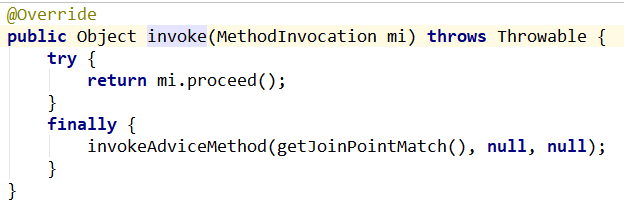 @Override
public Object invoke(MethodInvocation mi) throws Throwable {
    try {
        return mi.proceed();
    }
    finally {
        invokeAdviceMethod(getJoinPointMatch(), null, null);
    }
}